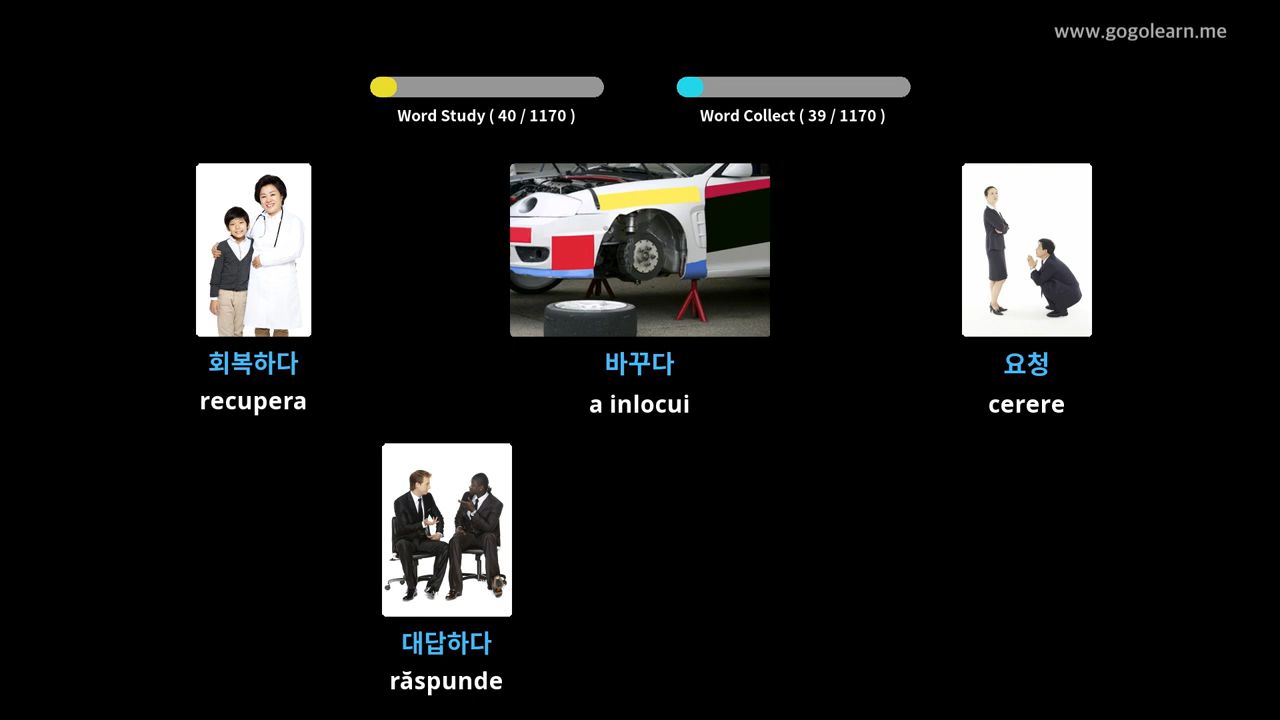 www.gogolearn.me
Word Study ( 40 / 1170 )
Word Collect ( 39 / 1170 )
회복하다
recupera
바꾸다
a inlocui
요청
cerere
대답하다
răspunde